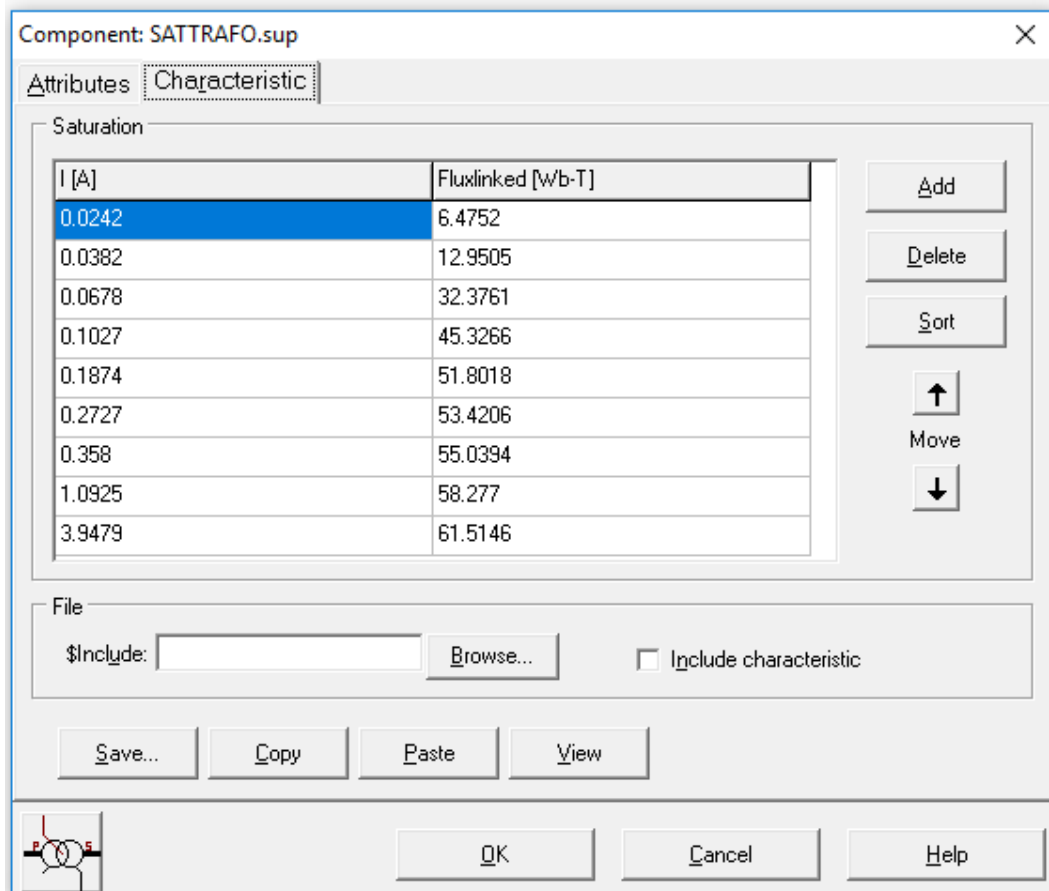 Component: SATTRAFO.sup
Attributes Characteristic
Saturation
I [A] Fluxlinked [Wb-T]
0.0242 6.4752
0.0382 12.9505
0.0678 32.3761
0.1027 45.3266
0.1874 51.8018
0.2727 53.4206
0.358 55.0394
1.0925 58.277
3.9479 61.5146
Add
Delete
Sort
Move
File
$Include: Browse... Include characteristic
Save... Copy Paste View
P S
OK Cancel Help